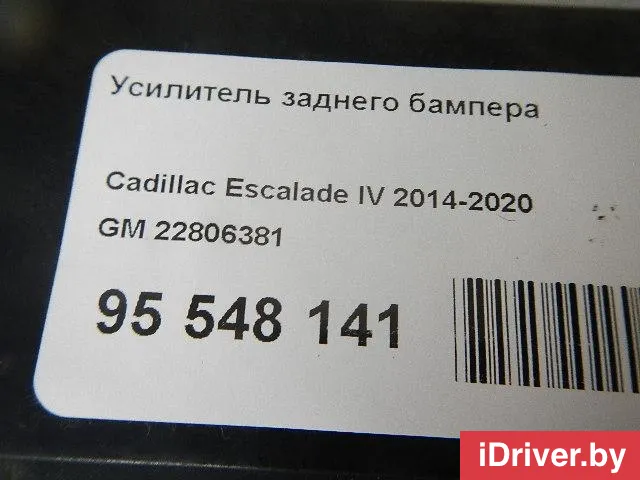 Усилитель заднего бампера
Cadillac Escalade IV 2014-2020
GM 22806381
95 548 141
iDriver.by